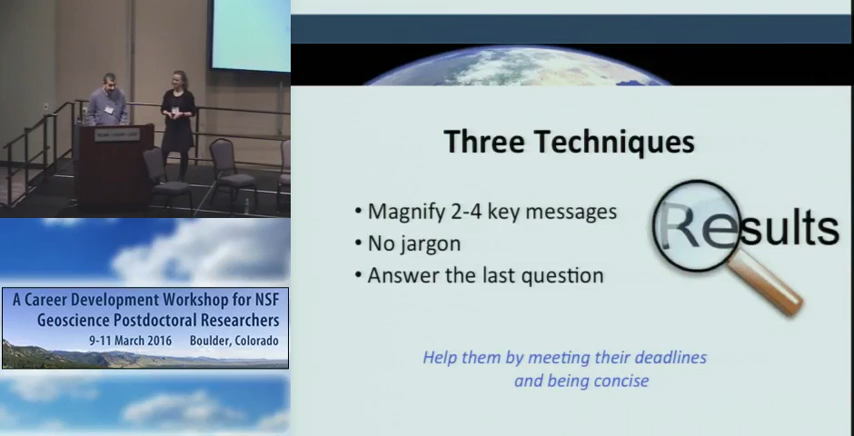 Three Techniques
• Magnify 2-4 key messages
• No jargon
• Answer the last question
Results
Help them by meeting their deadlines
and being concise
A Career Development Workshop for NSF
Geoscience Postdoctoral Researchers
9-11 March 2016 Boulder, Colorado